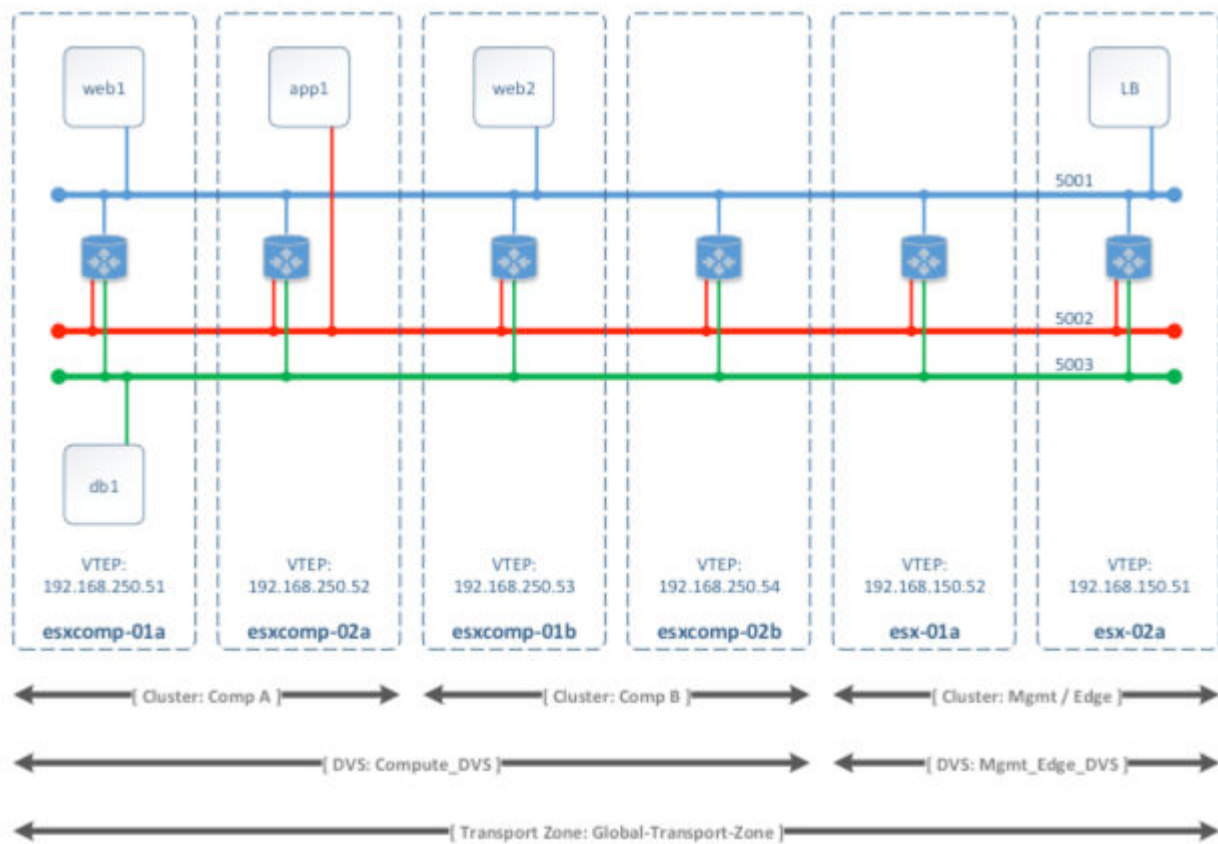 web1
app1
web2
LB
5001
5002
5003
db1
VTEP:
192.168.250.51
esxcomp-01a
VTEP:
192.168.250.52
esxcomp-02a
VTEP:
192.168.250.53
esxcomp-01b
VTEP:
192.168.250.54
esxcomp-02b
VTEP:
192.168.150.52
esx-01a
VTEP:
192.168.150.51
esx-02a
[ Cluster: Comp A ]
[ Cluster: Comp B ]
[ Cluster: Mgmt / Edge ]
[ DVS: Compute_DVS ]
[ DVS: Mgmt_Edge_DVS ]
[ Transport Zone: Global-Transport-Zone ]